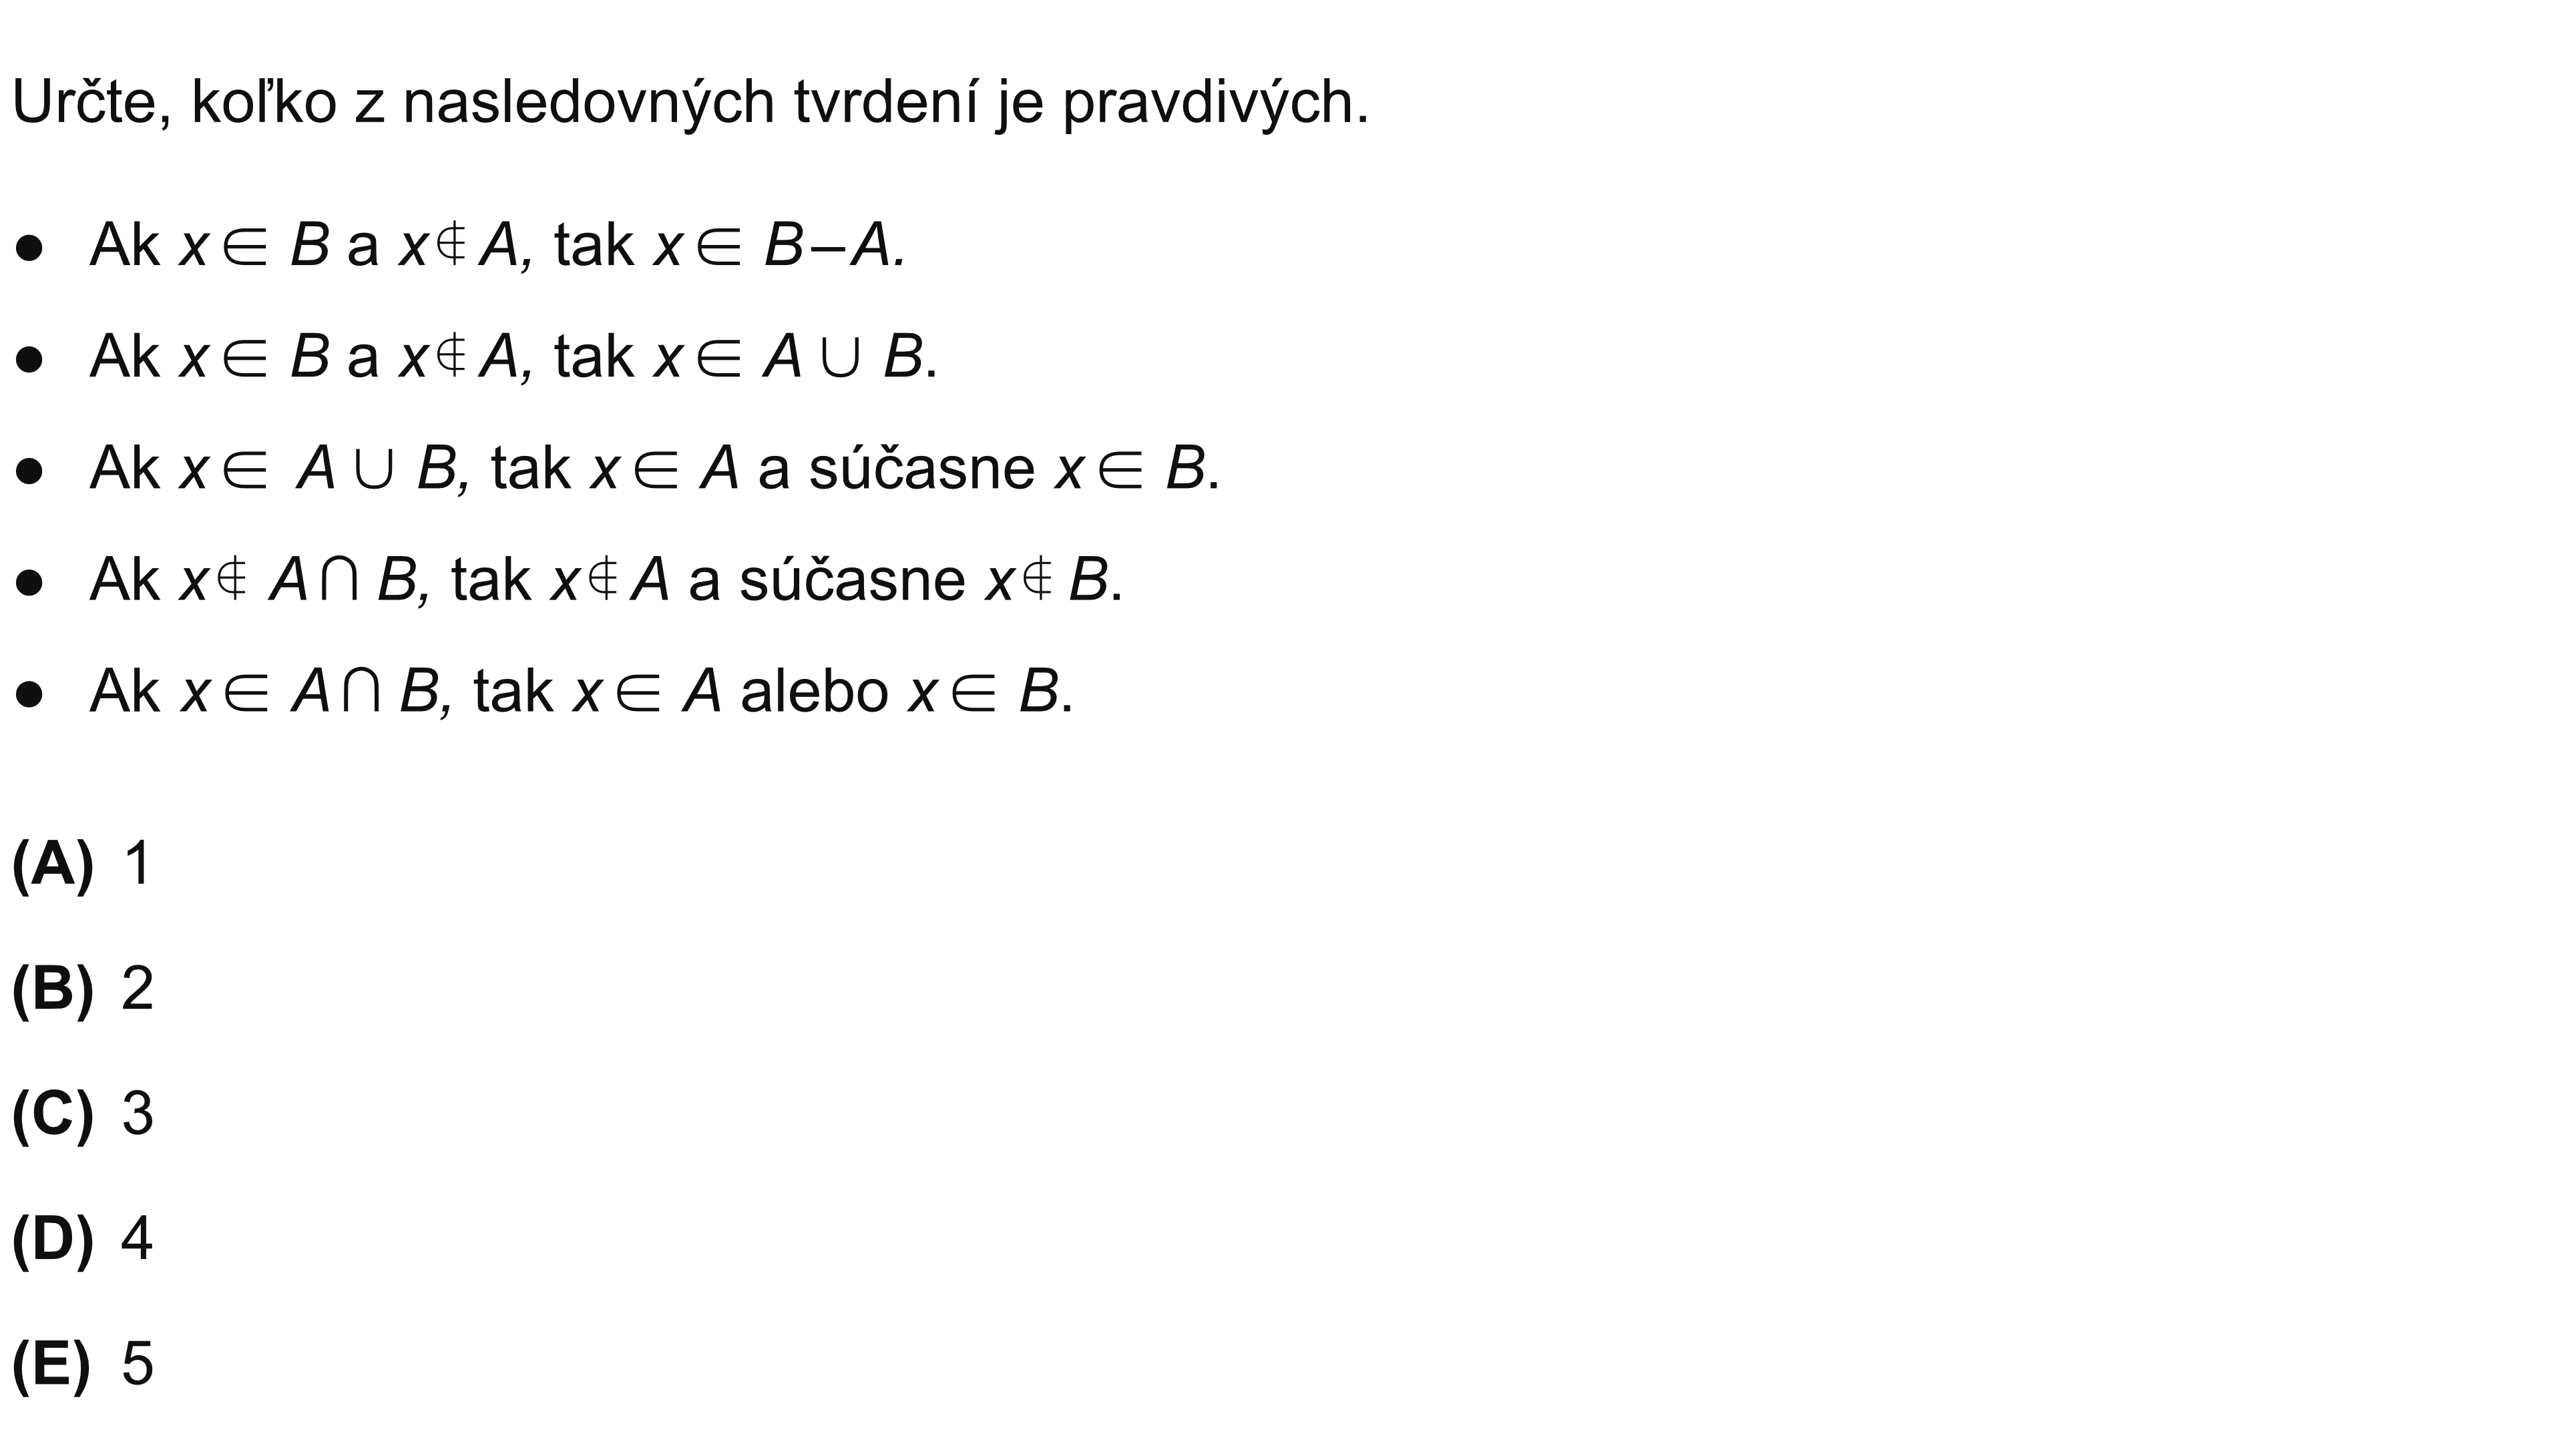 Určte, koľko z nasledovných tvrdení je pravdivých.
● Ak x ∈ B a x ∉ A, tak x ∈ B – A.
● Ak x ∈ B a x ∉ A, tak x ∈ A ∪ B.
● Ak x ∈ A ∪ B, tak x ∈ A a súčasne x ∈ B.
● Ak x ∉ A ∩ B, tak x ∉ A a súčasne x ∉ B.
● Ak x ∈ A ∩ B, tak x ∈ A alebo x ∈ B.
(A) 1
(B) 2
(C) 3
(D) 4
(E) 5